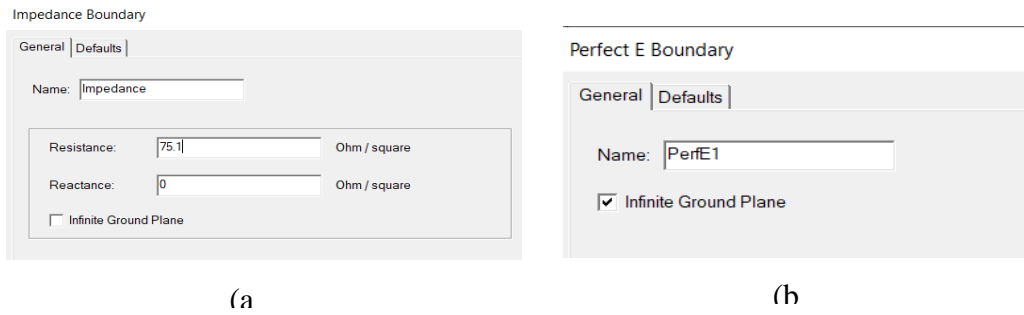 Impedance Boundary
General Defaults
Name: Impedance
Resistance: 75.1 Ohm / square
Reactance: 0 Ohm / square
Infinite Ground Plane
(a
Perfect E Boundary
General Defaults
Name: PerfE1
Infinite Ground Plane
(b